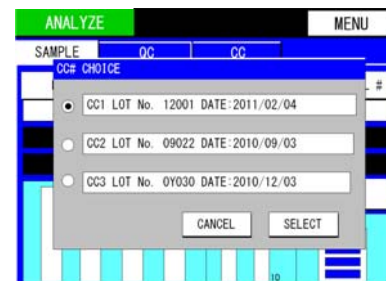 ANALYZE MENU
SAMPLE QC CC
CC# CHOICE
#
CC1 LOT No. 12001 DATE:2011/02/04
CC2 LOT No. 09022 DATE:2010/09/03
CC3 LOT No. 0Y030 DATE:2010/12/03
CANCEL SELECT
10